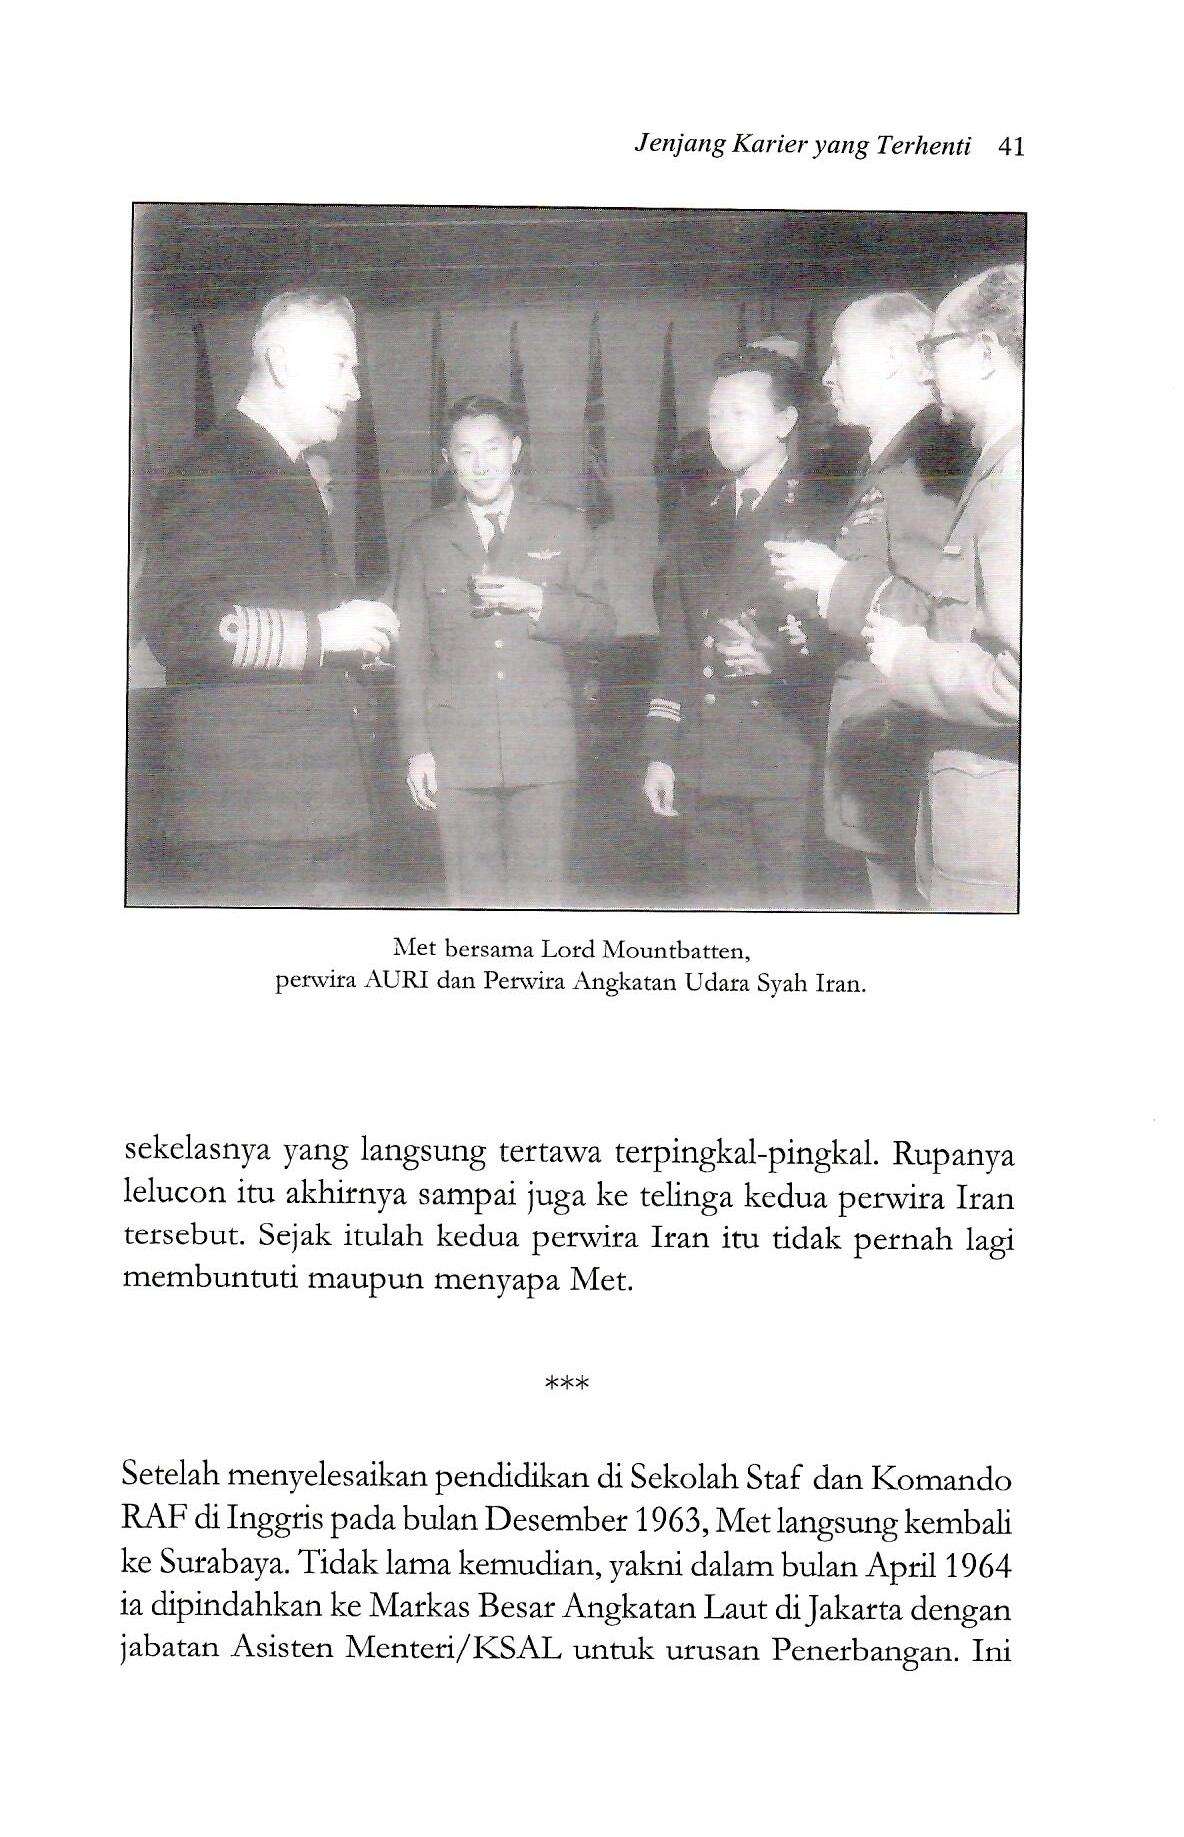 Jenjang Karier yang Terhenti 41
Met bersama Lord Mountbatten,
perwira AURI dan Perwira Angkatan Udara Syah Iran.
sekelasnya yang langsung tertawa terpingkal-pingkal. Rupanya
lelucon itu akhirnya sampai juga ke telinga kedua perwira Iran
tersebut. Sejak itulah kedua perwira Iran itu tidak pernah lagi
membuntuti maupun menyapa Met.
***
Setelah menyelesaikan pendidikan di Sekolah Staf dan Komando
RAF di Inggris pada bulan Desember 1963, Met langsung kembali
ke Surabaya. Tidak lama kemudian, yakni dalam bulan April 1964
ia dipindahkan ke Markas Besar Angkatan Laut di Jakarta dengan
jabatan Asisten Menteri/KSAL untuk urusan Penerbangan. Ini